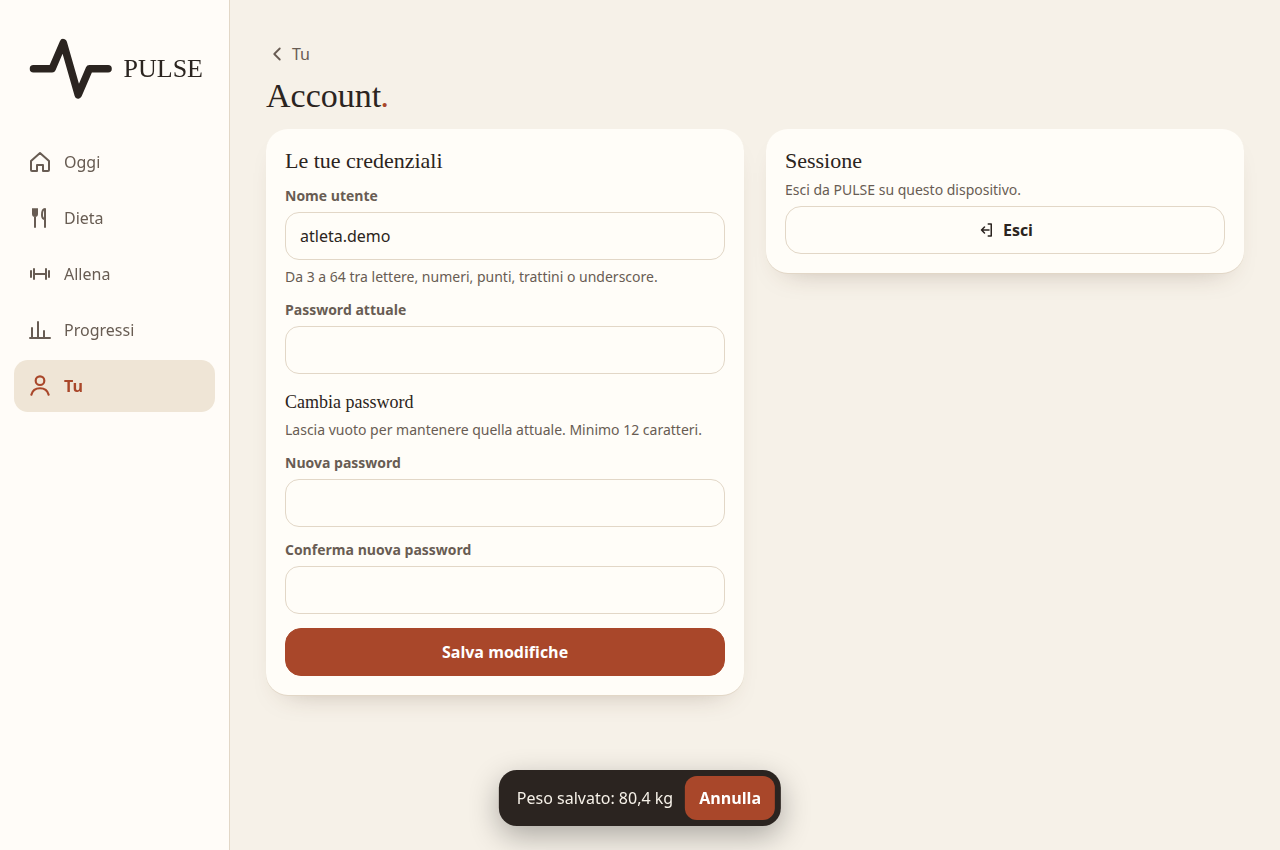 PULSE
Oggi
Dieta
Allena
Progressi
Tu
Tu
Account.
Le tue credenziali
Nome utente
atleta.demo
Da 3 a 64 tra lettere, numeri, punti, trattini o underscore.
Password attuale
Cambia password
Lascia vuoto per mantenere quella attuale. Minimo 12 caratteri.
Nuova password
Conferma nuova password
Salva modifiche
Sessione
Esci da PULSE su questo dispositivo.
Esci
Peso salvato: 80,4 kg
Annulla